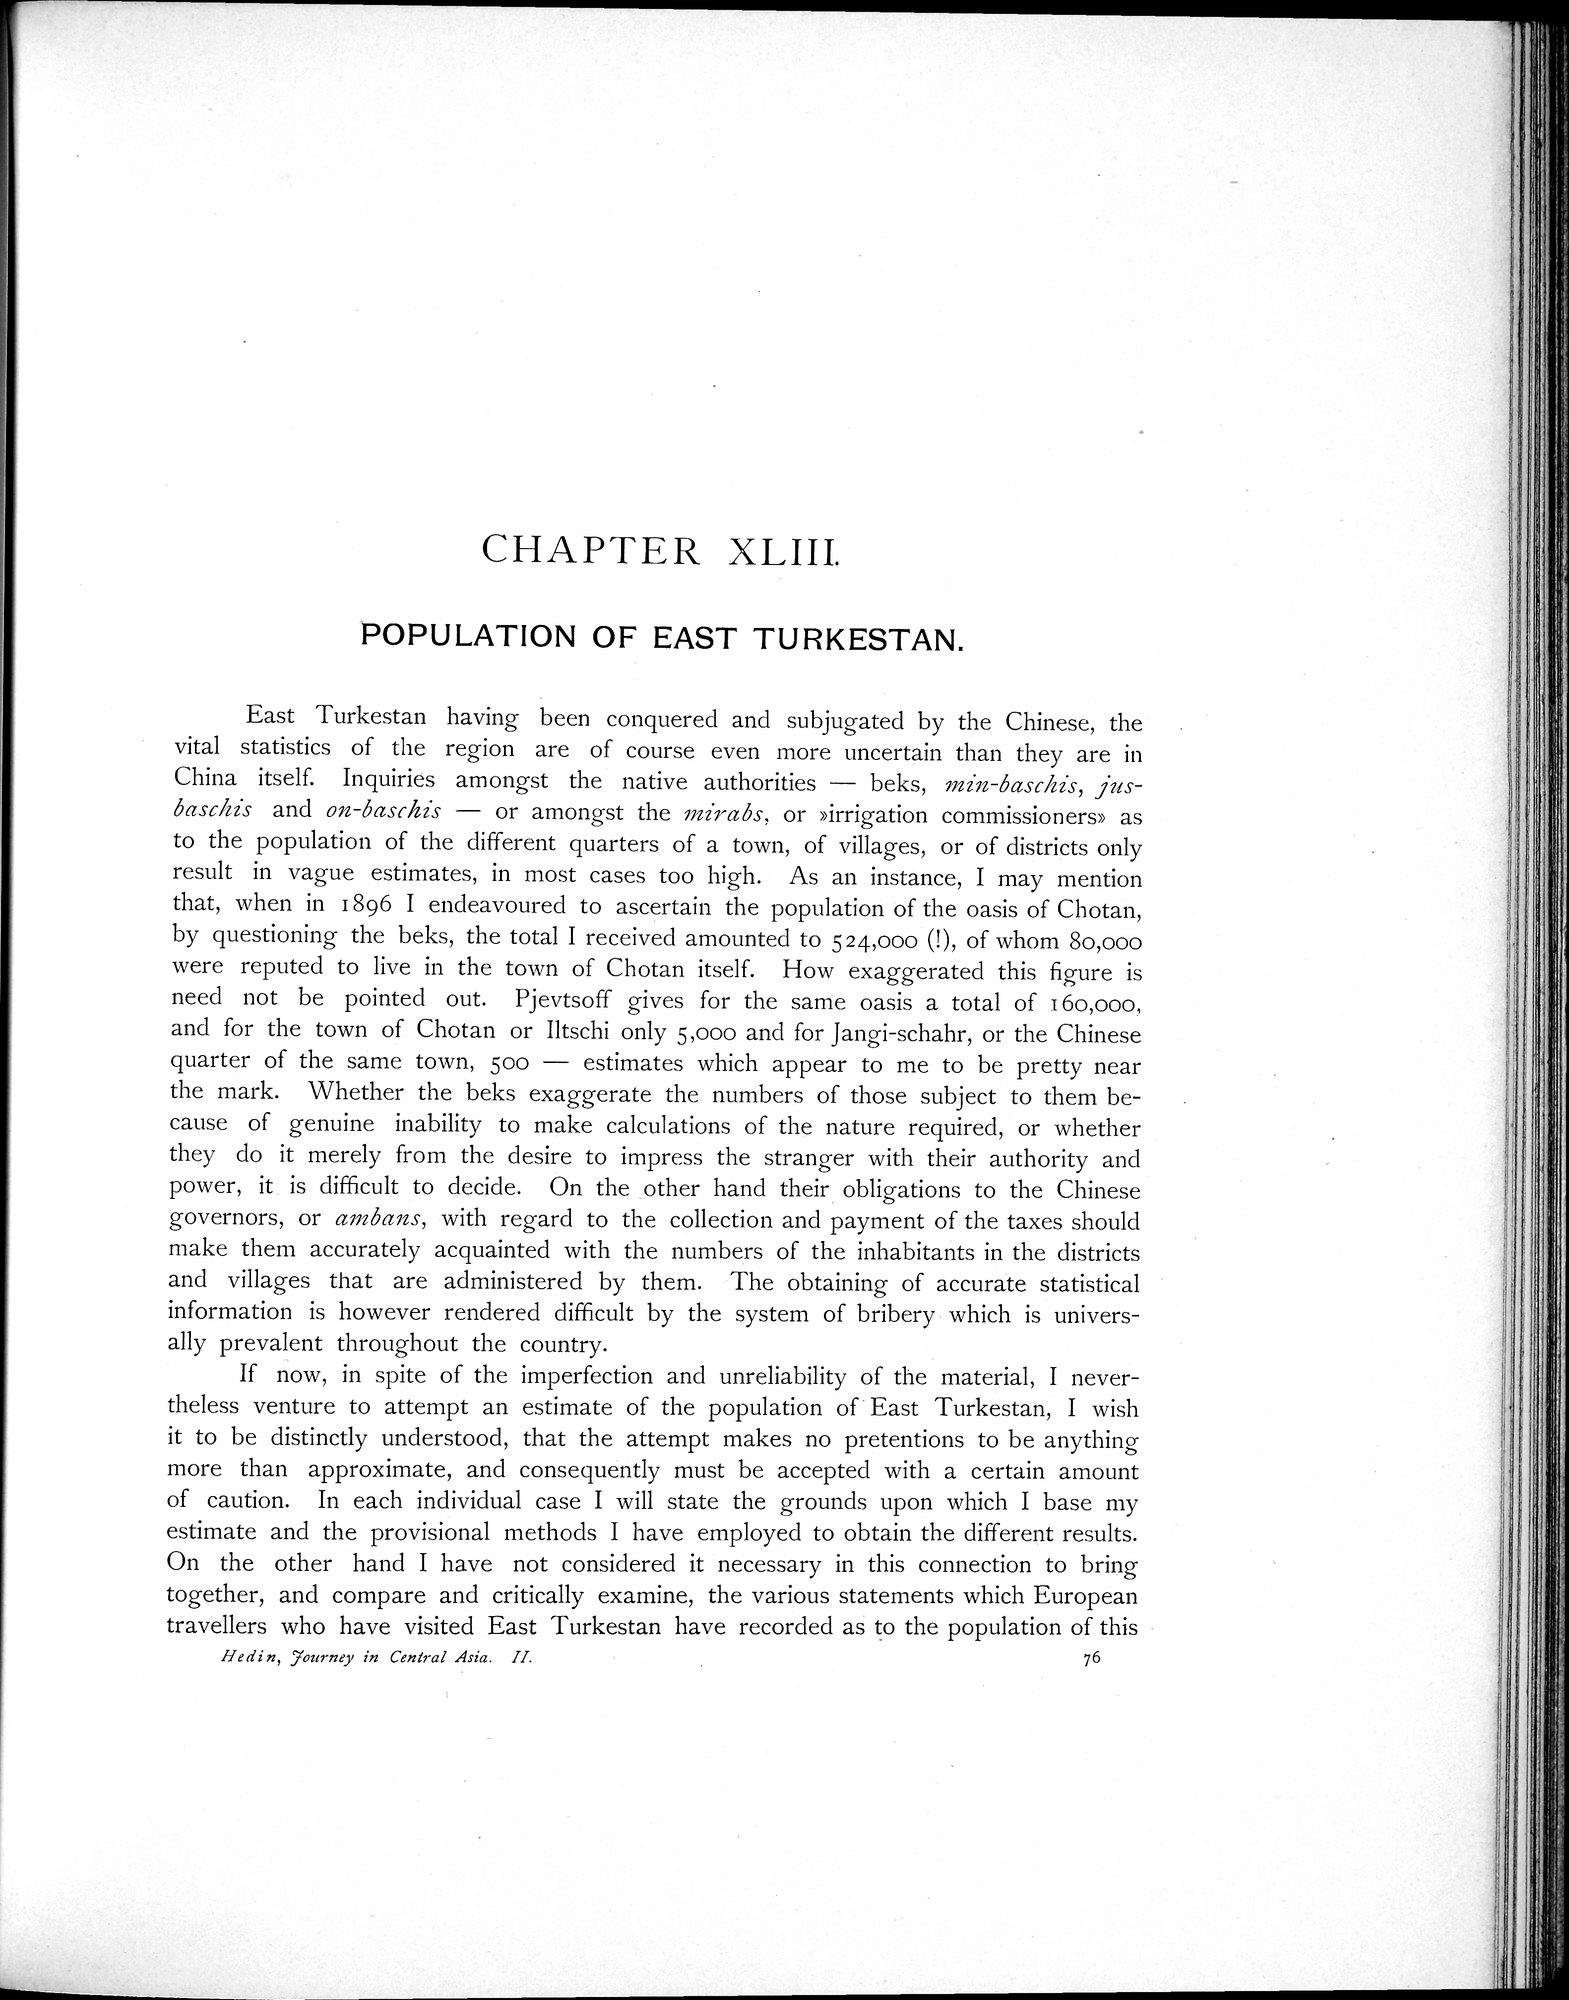 CHAPTER XLIII.
POPULATION OF EAST TURKESTAN.
East Turkestan having been conquered and subjugated by the Chinese, the
vital statistics of the region are of course even more uncertain than they are in
China itself. Inquiries amongst the native authorities — beks, min-baschis, jus-
baschis and on-baschis — or amongst the mirabs, or »irrigation commissioners» as
to the population of the different quarters of a town, of villages, or of districts only
result in vague estimates, in most cases too high. As an instance, I may mention
that, when in 1896 I endeavoured to ascertain the population of the oasis of Chotan,
by questioning the beks, the total I received amounted to 524,000 (!), of whom 80,000
were reputed to live in the town of Chotan itself. How exaggerated this figure is
need not be pointed out. Pjevtsoff gives for the same oasis a total of 160,000,
and for the town of Chotan or Iltschi only 5,000 and for Jangi-schahr, or the Chinese
quarter of the same town, 500 — estimates which appear to me to be pretty near
the mark. Whether the beks exaggerate the numbers of those subject to them be-
cause of genuine inability to make calculations of the nature required, or whether
they do it merely from the desire to impress the stranger with their authority and
power, it is difficult to decide. On the other hand their obligations to the Chinese
governors, or ambans, with regard to the collection and payment of the taxes should
make them accurately acquainted with the numbers of the inhabitants in the districts
and villages that are administered by them. The obtaining of accurate statistical
information is however rendered difficult by the system of bribery which is univers-
ally prevalent throughout the country.
If now, in spite of the imperfection and unreliability of the material, I never-
theless venture to attempt an estimate of the population of East Turkestan, I wish
it to be distinctly understood, that the attempt makes no pretentions to be anything
more than approximate, and consequently must be accepted with a certain amount
of caution. In each individual case I will state the grounds upon which I base my
estimate and the provisional methods I have employed to obtain the different results.
On the other hand I have not considered it necessary in this connection to bring
together, and compare and critically examine, the various statements which European
travellers who have visited East Turkestan have recorded as to the population of this
Hedin, Journey in Central Asia. II. 76